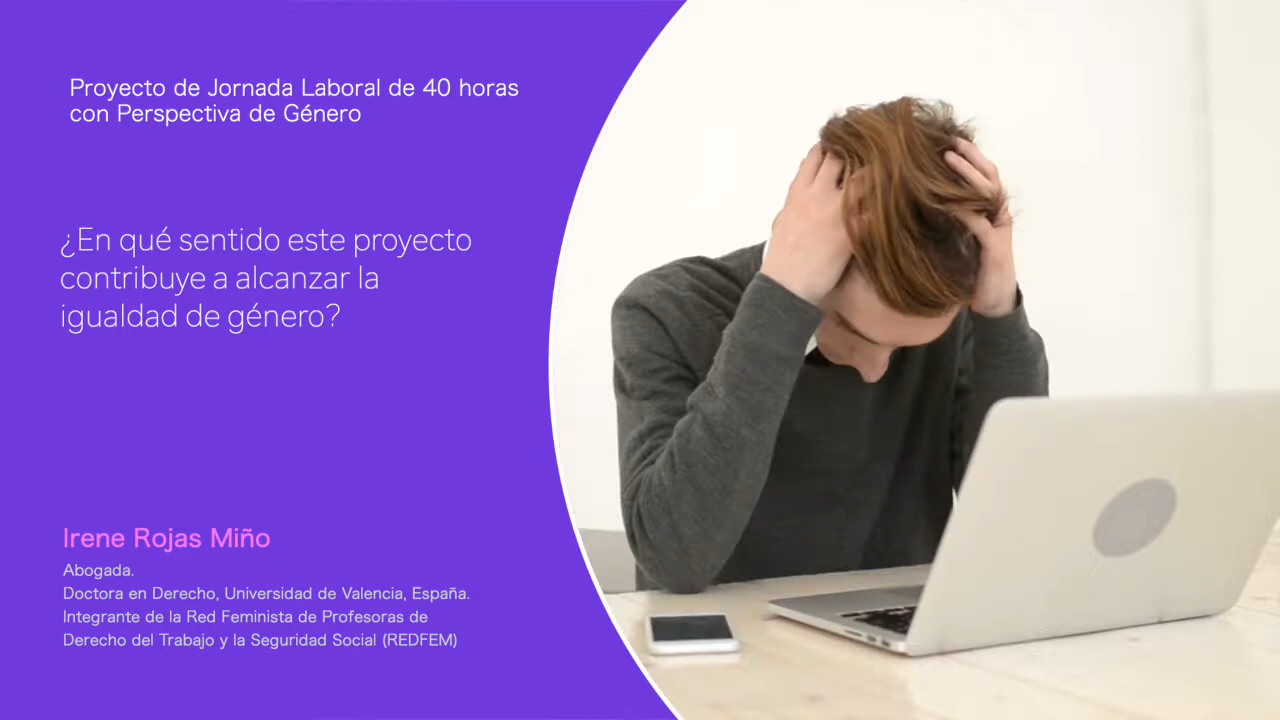 Proyecto de Jornada Laboral de 40 horas
con Perspectiva de Género
¿En qué sentido este proyecto
contribuye a alcanzar la
igualdad de género?
Irene Rojas Miño
Abogada.
Doctora en Derecho, Universidad de Valencia, España.
Integrante de la Red Feminista de Profesoras de
Derecho del Trabajo y la Seguridad Social (REDFEM)